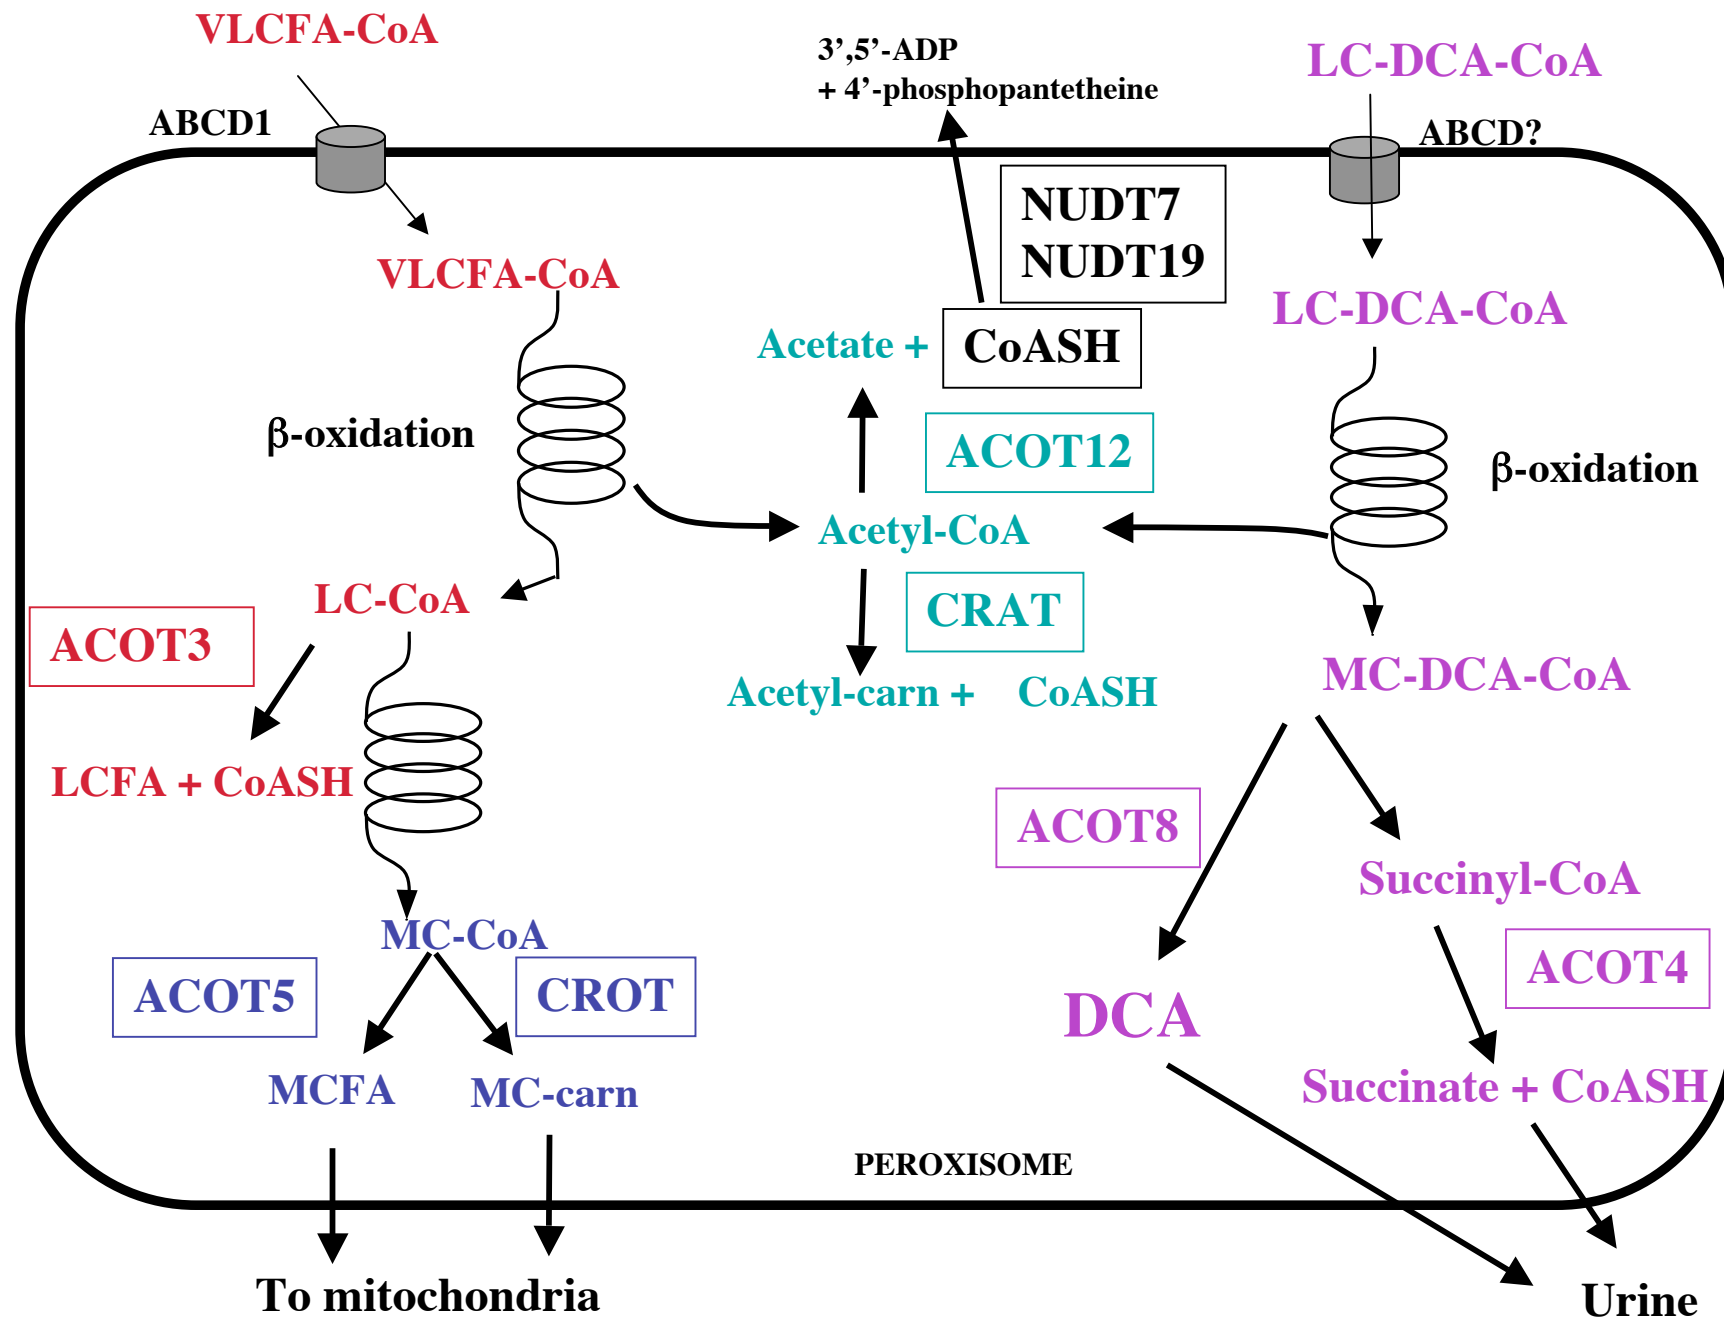 VLCFA-CoA
3’,5’-ADP
+ 4’-phosphopantetheine
LC-DCA-CoA
ABCD1
ABCD?
NUDT7
NUDT19
VLCFA-CoA
LC-DCA-CoA
Acetate +
CoASH
β-oxidation
ACOT12
β-oxidation
Acetyl-CoA
LC-CoA
CRAT
ACOT3
Acetyl-carn +
CoASH
MC-DCA-CoA
LCFA + CoASH
ACOT8
Succinyl-CoA
MC-CoA
ACOT5
CROT
DCA
ACOT4
MCFA
MC-carn
Succinate + CoASH
PEROXISOME
To mitochondria
Urine